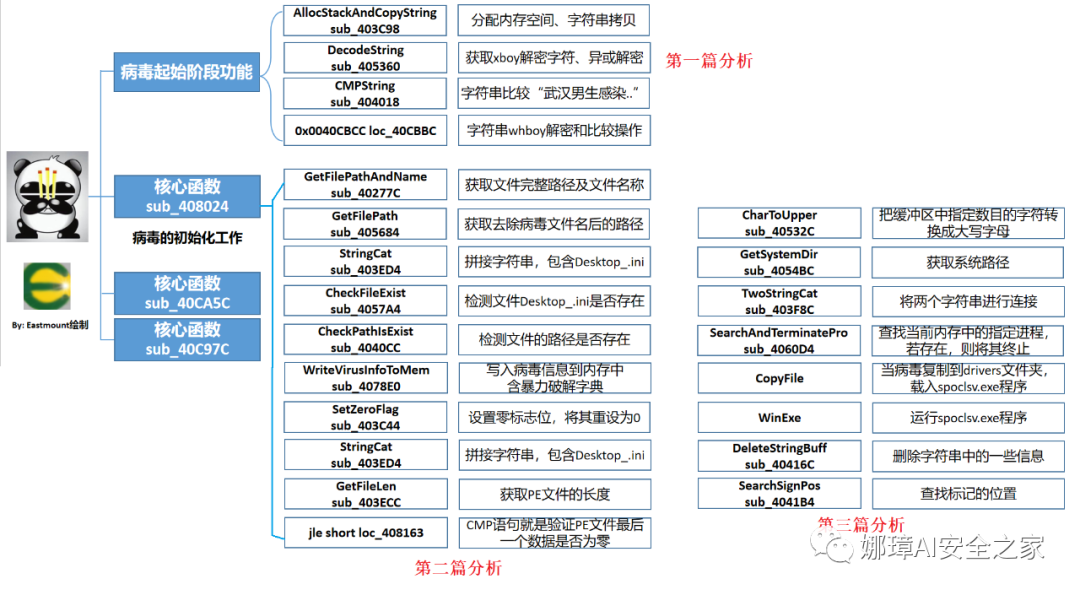 病毒起始阶段功能
AllocStackAndCopyString
sub_403C98
分配内存空间、字符串拷贝
DecodeString
sub_405360
获取xboy解密字符、异或解密
CMPString
sub_404018
字符串比较“武汉男生感染..”
0x0040CBCC loc_40CBBC
字符串whboy解密和比较操作
第一篇分析
核心函数
sub_408024
病毒的初始化工作
核心函数
sub_40CA5C
核心函数
sub_40C97C
By: Eastmount绘制
GetFilePathAndName
sub_40277C
获取文件完整路径及文件名称
GetFilePath
sub_405684
获取去除病毒文件名后的路径
StringCat
sub_403ED4
拼接字符串，包含Desktop_.ini
CheckFileExist
sub_4057A4
检测文件Desktop_.ini是否存在
CheckPathIsExist
sub_4040CC
检测文件的路径是否存在
WriteVirusInfoToMem
sub_4078E0
写入病毒信息到内存中
含暴力破解字典
SetZeroFlag
sub_403C44
设置零标志位，将其重设为0
StringCat
sub_403ED4
拼接字符串，包含Desktop_.ini
GetFileLen
sub_403ECC
获取PE文件的长度
jle short loc_408163
CMP语句就是验证PE文件最后
一个数据是否为零
第二篇分析
CharToUpper
sub_40532C
把缓冲区中指定数目的字符转
换成大写字母
GetSystemDir
sub_4054BC
获取系统路径
TwoStringCat
sub_403F8C
将两个字符串进行连接
SearchAndTerminatePro
sub_4060D4
查找当前内存中的指定进程，
若存在，则将其终止
CopyFile
当病毒复制到drivers文件夹，
载入spoclsv.exe程序
WinExe
运行spoclsv.exe程序
DeleteStringBuff
sub_40416C
删除字符串中的一些信息
SearchSignPos
sub_4041B4
查找标记的位置
第三篇分析
娜璋AI安全之家